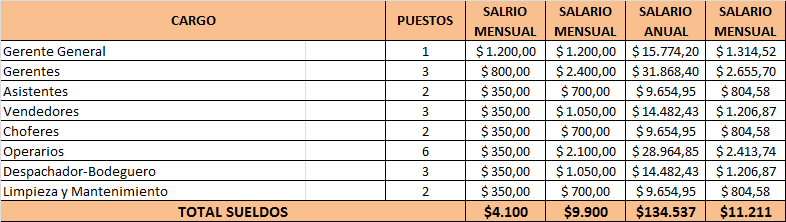 CARGO PUESTOS SALRIO MENSUAL SALARIO MENSUAL SALARIO ANUAL SALARIO MENSUAL
Gerente General 1 $ 1.200,00 $ 1.200,00 $ 15.774,20 $ 1.314,52
Gerentes 3 $ 800,00 $ 2.400,00 $ 31.868,40 $ 2.655,70
Asistentes 2 $ 350,00 $ 700,00 $ 9.654,95 $ 804,58
Vendedores 3 $ 350,00 $ 1.050,00 $ 14.482,43 $ 1.206,87
Choferes 2 $ 350,00 $ 700,00 $ 9.654,95 $ 804,58
Operarios 6 $ 350,00 $ 2.100,00 $ 28.964,85 $ 2.413,74
Despachador-Bodeguero 3 $ 350,00 $ 1.050,00 $ 14.482,43 $ 1.206,87
Limpieza y Mantenimiento 2 $ 350,00 $ 700,00 $ 9.654,95 $ 804,58
TOTAL SUELDOS $4.100 $9.900 $134.537 $11.211